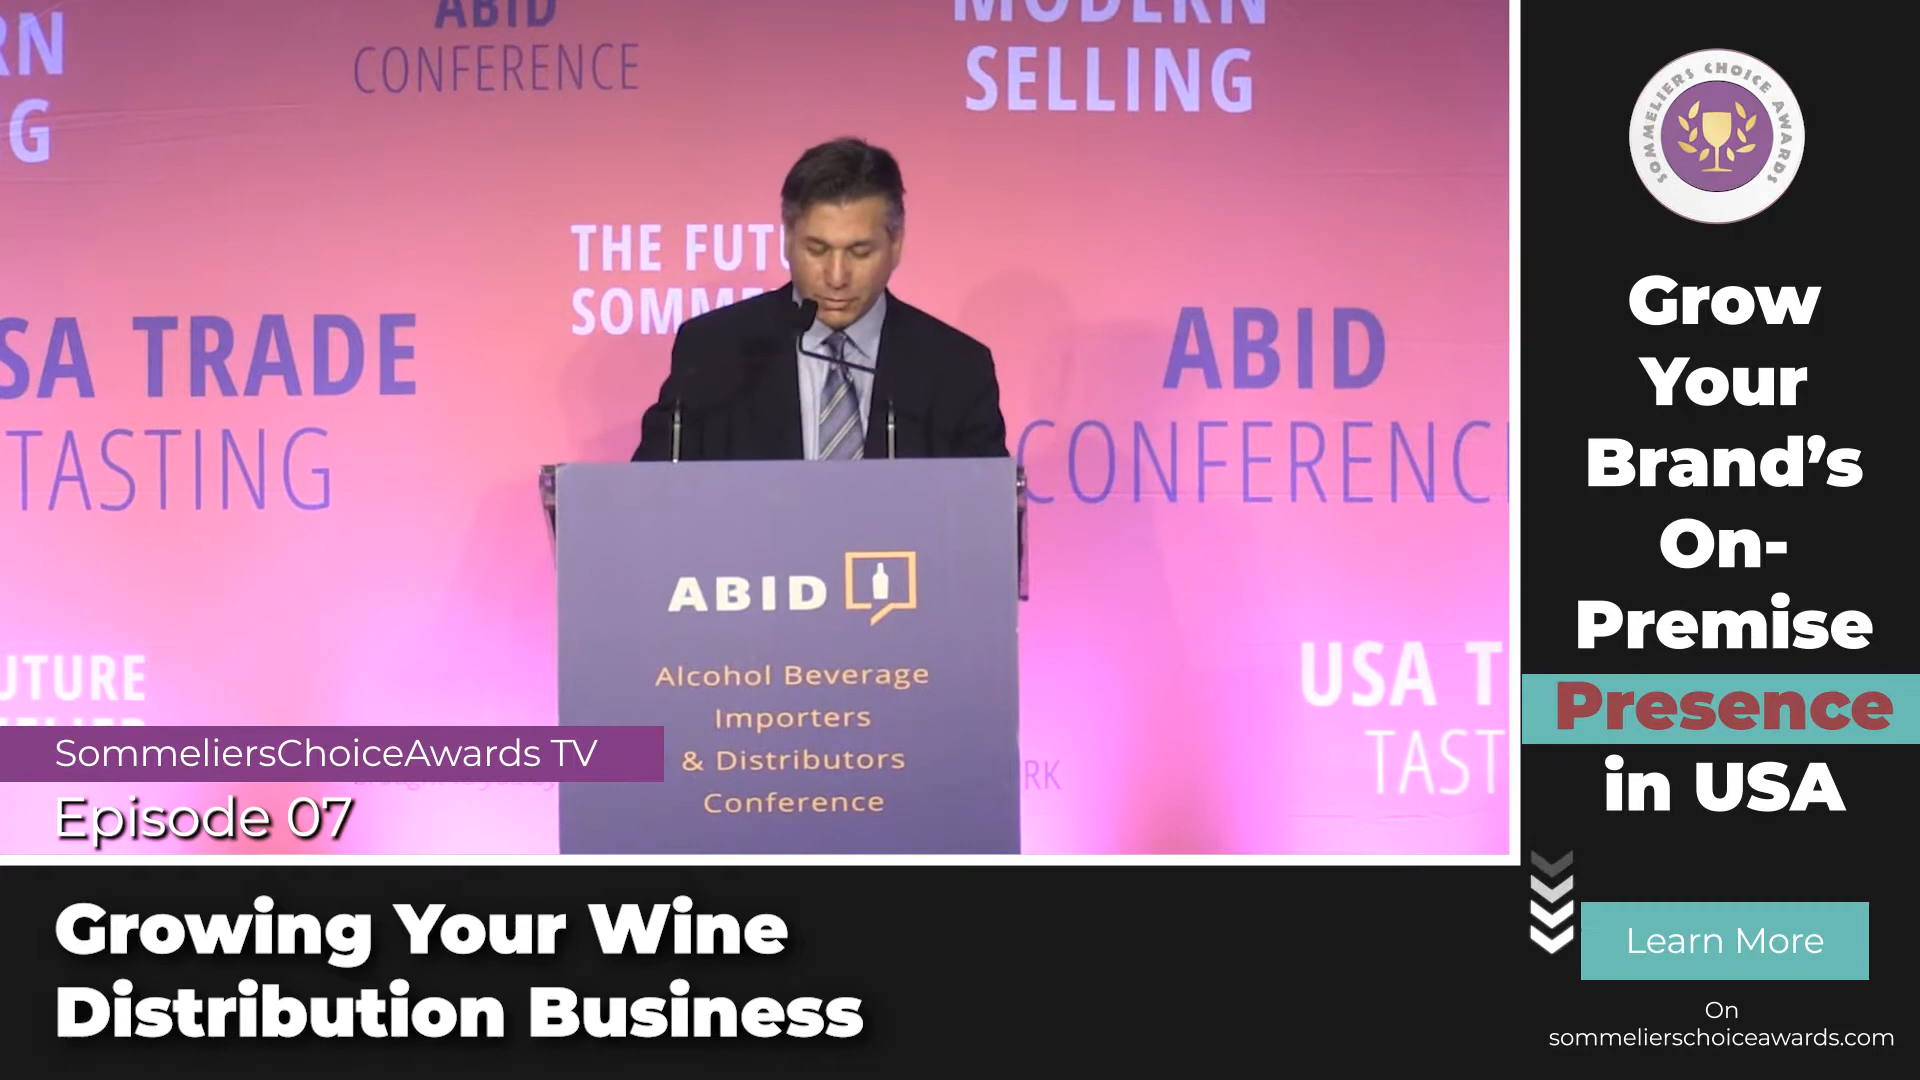 RN
G
ABID
CONFERENCE
MODERN
SELLING
THE FUTU
SOMME
SA TRADE
TASTING
ABID
CONFERENC
UTURE
USA T
TAST
RK
ABID
Alcohol Beverage
Importers
& Distributors
Conference
SommeliersChoiceAwards TV
Episode 07
Growing Your Wine
Distribution Business
SOMMELIERS CHOICE AWARDS
Grow
Your
Brand’s
On-
Premise
Presence
in USA
Learn More
On
sommelierschoiceawards.com